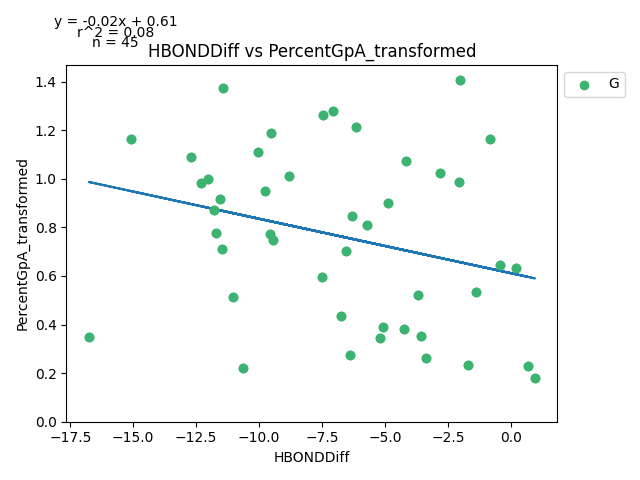 y = -0.02x + 0.61
r^2 = 0.08
n = 45
HBONDDiff vs PercentGpA_transformed
G
PercentGpA_transformed
1.4
1.2
1.0
0.8
0.6
0.4
0.2
0.0
−17.5 −15.0 −12.5 −10.0 −7.5 −5.0 −2.5 0.0
HBONDDiff